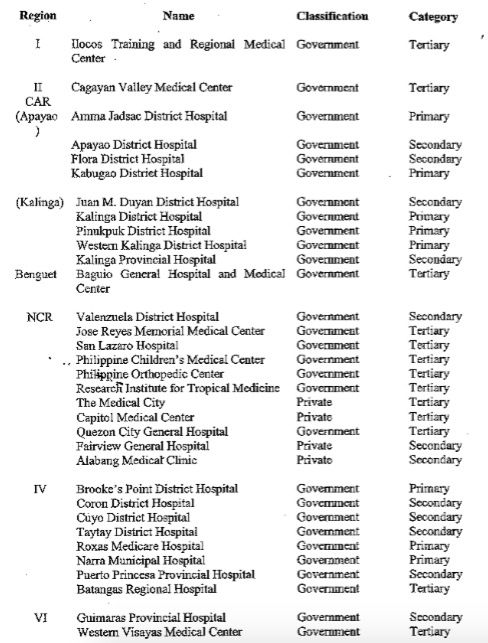 Region Name Classification Category
I Ilocos Training and Regional Medical Government Tertiary
Center
II Cagayan Valley Medical Center Government Tertiary
CAR
(Apayao Amma Jadsac District Hospital Government Primary
)
Apayao District Hospital Government Secondary
Flora District Hospital Government Secondary
Kabugao District Hospital Government Primary
(Kalinga) Juan M. Duyan District Hospital Government Secondary
Kalinga District Hospital Government Primary
Pinukpuk District Hospital Government Primary
Western Kalinga District Hospital Government Primary
Kalinga Provincial Hospital Government Secondary
Benguet Baguio General Hospital and Medical Government Tertiary
Center
NCR Valenzuela District Hospital Government Secondary
Jose Reyes Memorial Medical Center Government Tertiary
San Lazaro Hospital Government Tertiary
Philippine Children's Medical Center Government Tertiary
Philippine Orthopedic Center Government Tertiary
Research Institute for Tropical Medicine Government Tertiary
The Medical City Private Tertiary
Capitol Medical Center Private Tertiary
Quezon City General Hospital Government Tertiary
Fairview General Hospital Private Secondary
Alabang Medical Clinic Private Secondary
IV Brooke's Point District Hospital Government Primary
Coron District Hospital Government Secondary
Cuyo District Hospital Government Secondary
Taytay District Hospital Government Secondary
Roxas Medicare Hospital Government Primary
Narra Municipal Hospital Government Primary
Puerto Princesa Provincial Hospital Government Secondary
Batangas Regional Hospital Government Tertiary
VI Guimaras Provincial Hospital Government Secondary
Western Visayas Medical Center Government Tertiary